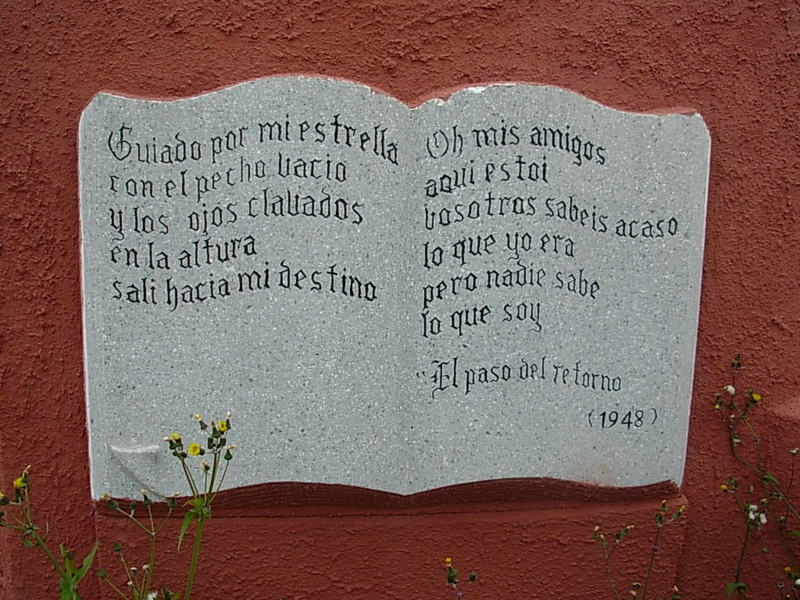 Guiado por mi estrella
con el pecho vacio
y los ojos clavados
en la altura
sali hacia mi destino
Oh mis amigos
aqui estoi
vosotros sabeis acaso
lo que yo era
pero nadie sabe
lo que soy
"El paso del retorno
(1948)